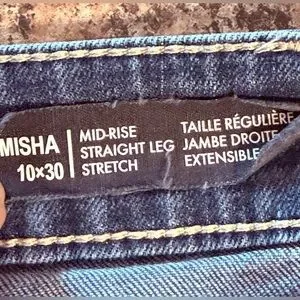 MISHA
10×30
MID-RISE
STRAIGHT LEG
STRETCH
TAILLE RÉGULIÈRE
JAMBE DROITE
EXTENSIBLE